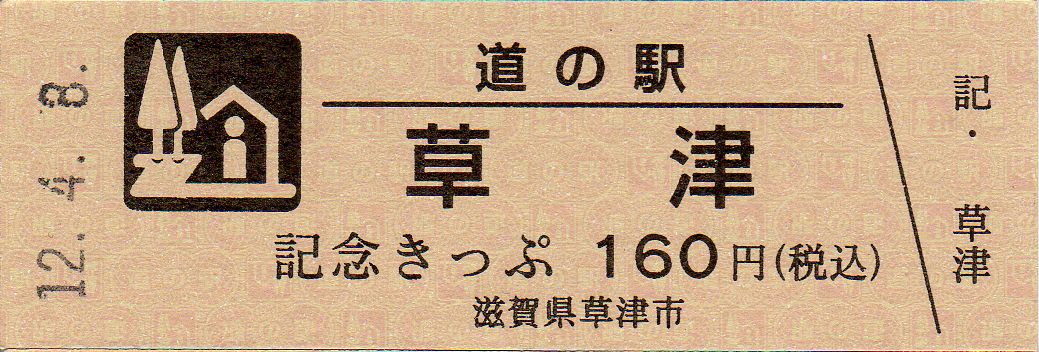 12.4.8.
道の駅
草津
記念きっぷ 160円(税込)
滋賀県草津市
記・草津